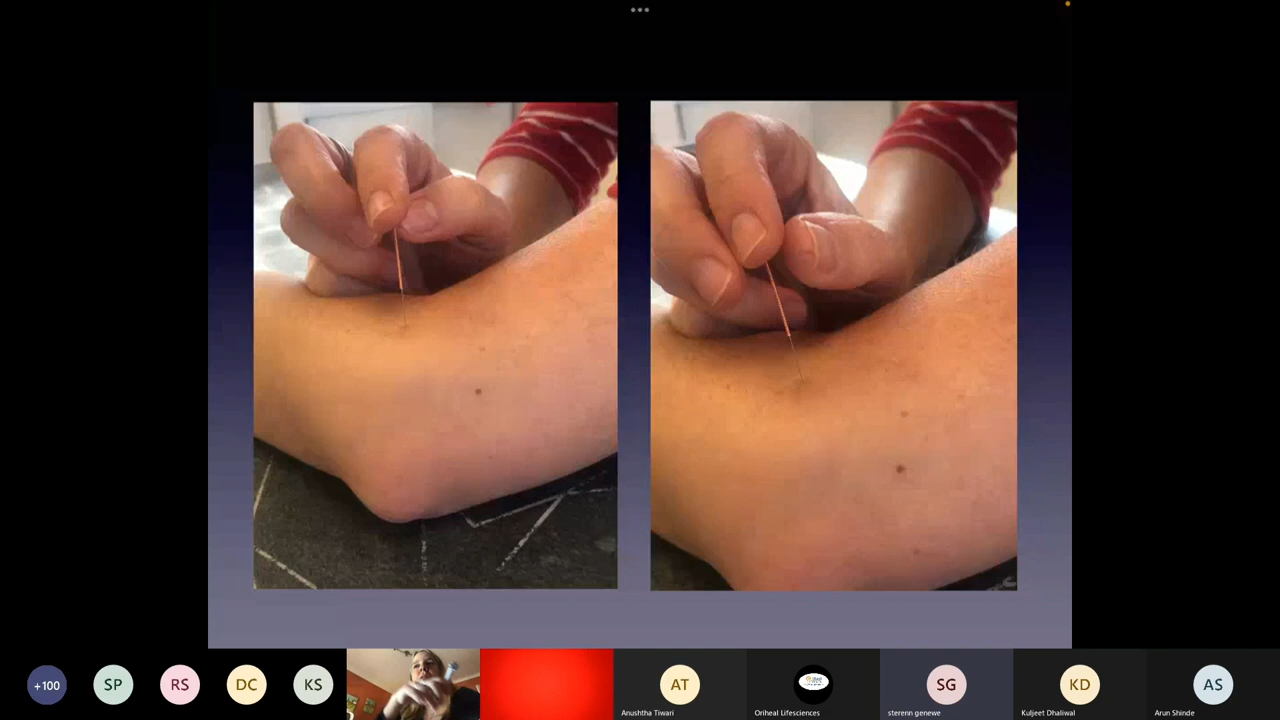 +100
SP
RS
DC
KS
AT
SG
KD
AS
Anushtha Tiwari
Oriheal Lifesciences
sterenn genewe
Kuljeet Dhaliwal
Arun Shinde